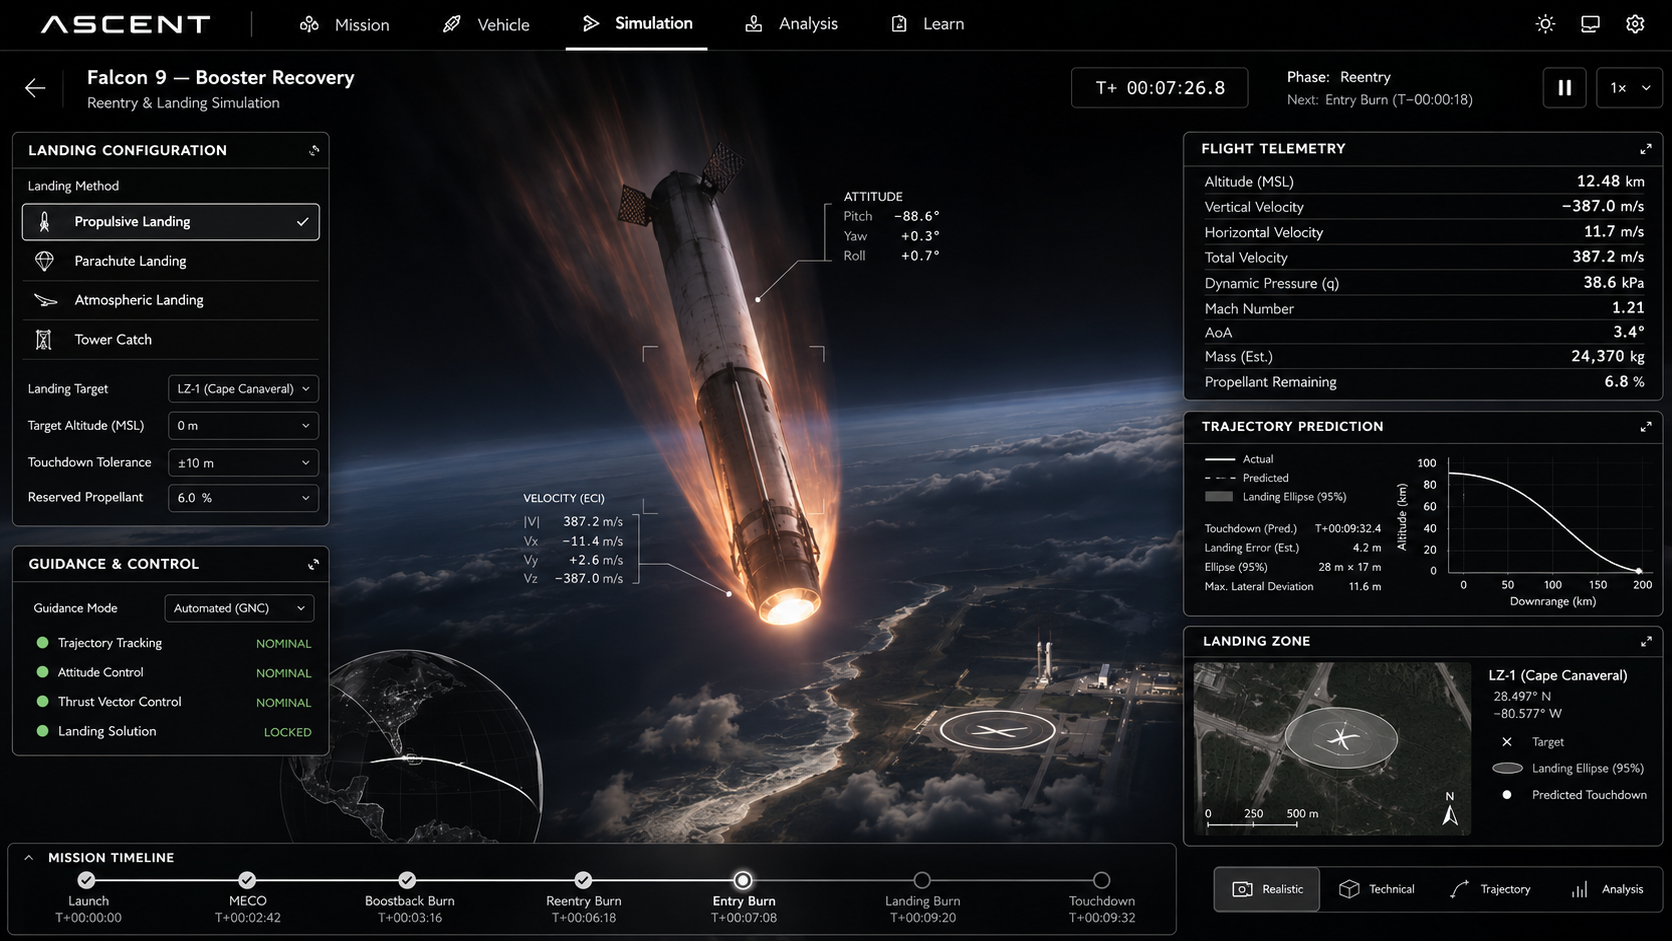 ASCENT
Mission
Vehicle
Simulation
Analysis
Learn
Falcon 9 — Booster Recovery
Reentry & Landing Simulation
T+ 00:07:26.8
Phase: Reentry
Next: Entry Burn (T−00:00:18)
1×
LANDING CONFIGURATION
Landing Method
Propulsive Landing
Parachute Landing
Atmospheric Landing
Tower Catch
Landing Target LZ-1 (Cape Canaveral)
Target Altitude (MSL) 0 m
Touchdown Tolerance ±10 m
Reserved Propellant 6.0 %
GUIDANCE & CONTROL
Guidance Mode Automated (GNC)
Trajectory Tracking NOMINAL
Attitude Control NOMINAL
Thrust Vector Control NOMINAL
Landing Solution LOCKED
ATTITUDE
Pitch −88.6°
Yaw +0.3°
Roll +0.7°
VELOCITY (ECI)
|V| 387.2 m/s
Vx −11.4 m/s
Vy +2.6 m/s
Vz −387.0 m/s
FLIGHT TELEMETRY
Altitude (MSL) 12.48 km
Vertical Velocity −387.0 m/s
Horizontal Velocity 11.7 m/s
Total Velocity 387.2 m/s
Dynamic Pressure (q) 38.6 kPa
Mach Number 1.21
AoA 3.4°
Mass (Est.) 24,370 kg
Propellant Remaining 6.8 %
TRAJECTORY PREDICTION
Actual
Predicted
Landing Ellipse (95%)
Touchdown (Pred.) T+00:09:32.4
Landing Error (Est.) 4.2 m
Ellipse (95%) 28 m × 17 m
Max. Lateral Deviation 11.6 m
Altitude (km)
100
80
60
40
20
0
0 50 100 150 200
Downrange (km)
LANDING ZONE
LZ-1 (Cape Canaveral)
28.497° N
−80.577° W
Target
Landing Ellipse (95%)
Predicted Touchdown
0 250 500 m
N
MISSION TIMELINE
Launch
T+00:00:00
MECO
T+00:02:42
Boostback Burn
T+00:03:16
Reentry Burn
T+00:06:18
Entry Burn
T+00:07:08
Landing Burn
T+00:09:20
Touchdown
T+00:09:32
Realistic
Technical
Trajectory
Analysis